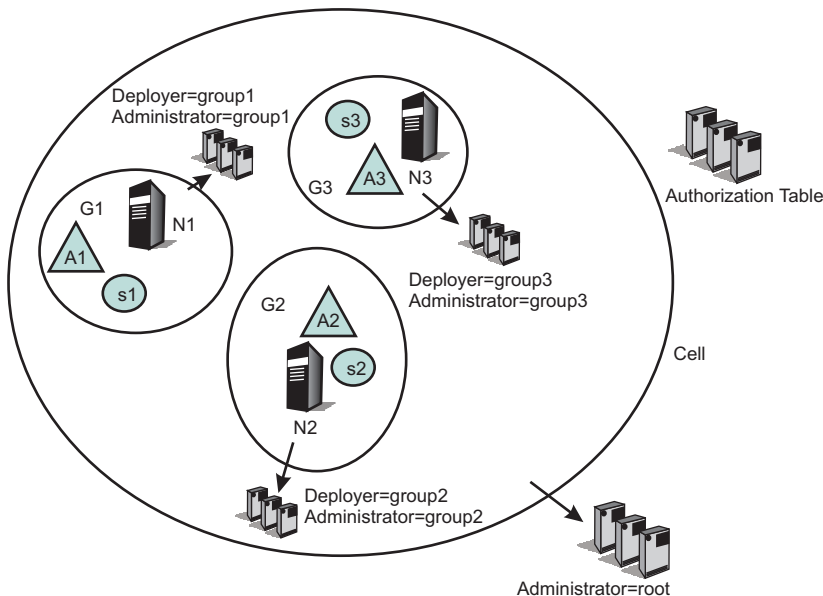 Deployer=group1
Administrator=group1
s3
A3
G3
N3
Authorization Table
G1
N1
A1
s1
Deployer=group3
Administrator=group3
G2
A2
s2
Cell
N2
Deployer=group2
Administrator=group2
Administrator=root